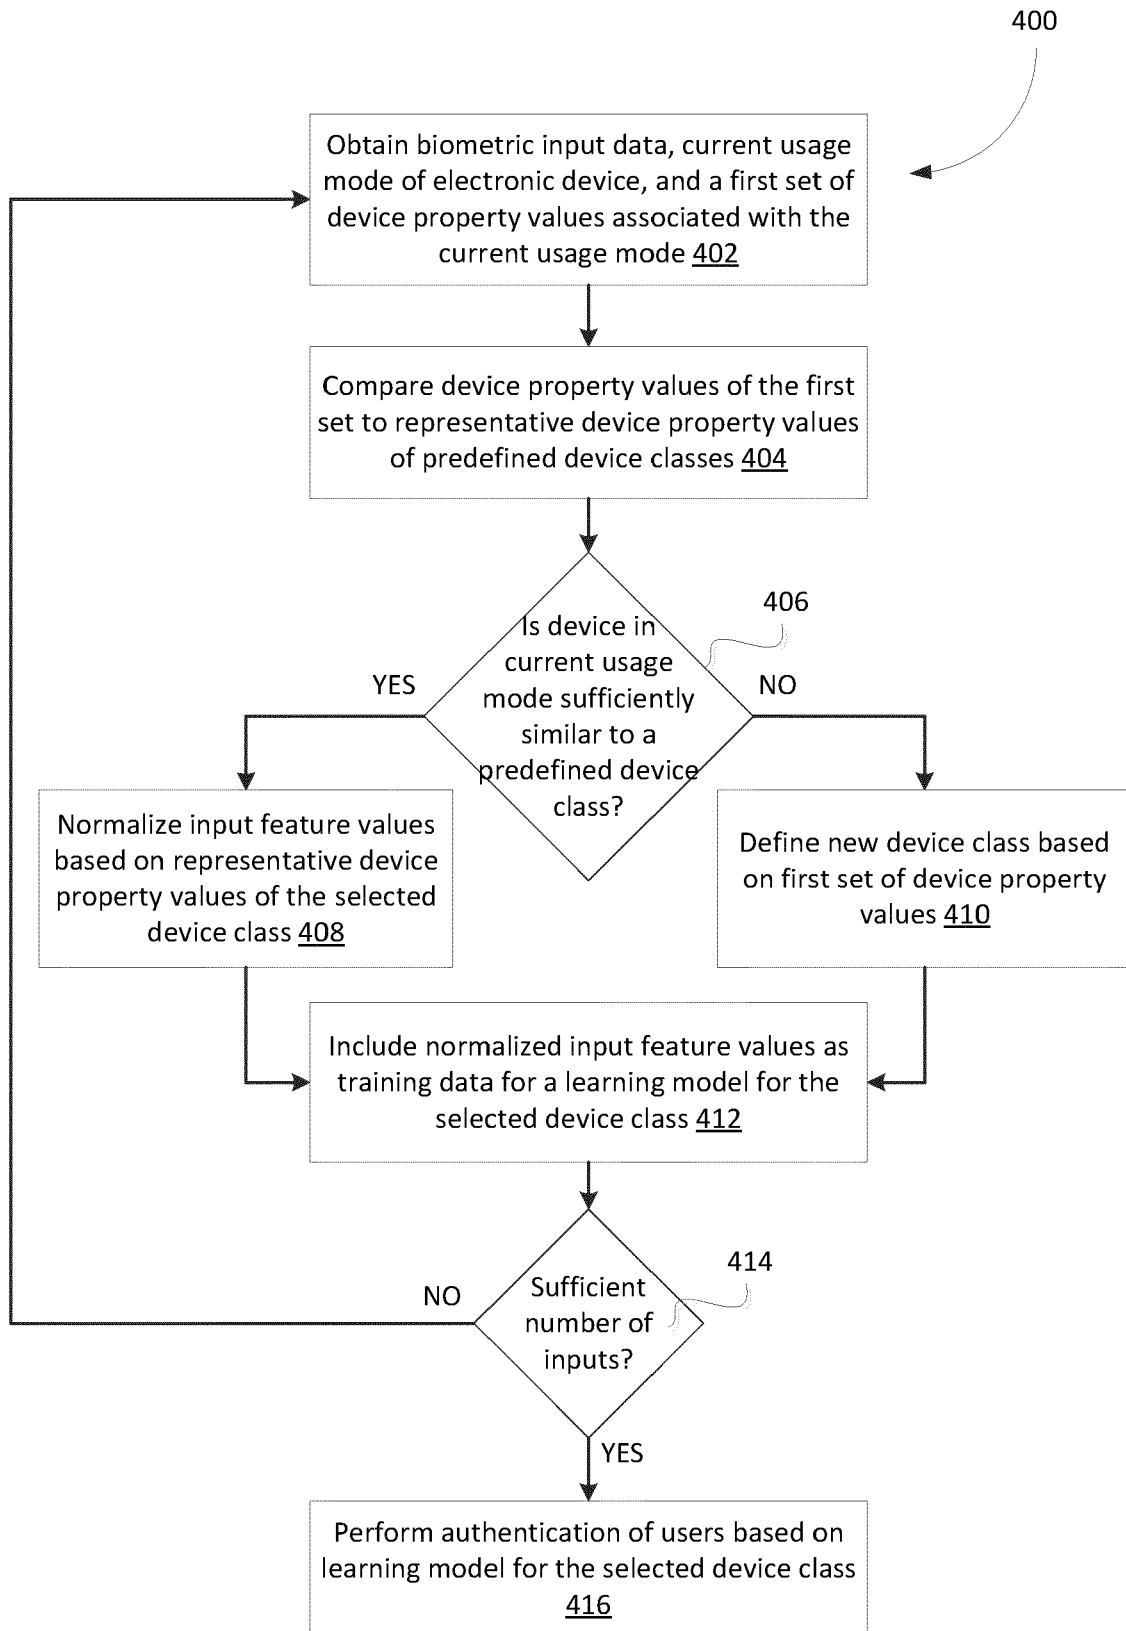 400
Obtain biometric input data, current usage
mode of electronic device, and a first set of
device property values associated with the
current usage mode 402
Compare device property values of the first
set to representative device property values
of predefined device classes 404
406
Is device in
current usage
mode sufficiently
similar to a
predefined device
class?
YES
NO
Normalize input feature values
based on representative device
property values of the selected
device class 408
Define new device class based
on first set of device property
values 410
Include normalized input feature values as
training data for a learning model for the
selected device class 412
414
Sufficient
number of
inputs?
NO
YES
Perform authentication of users based on
learning model for the selected device class
416